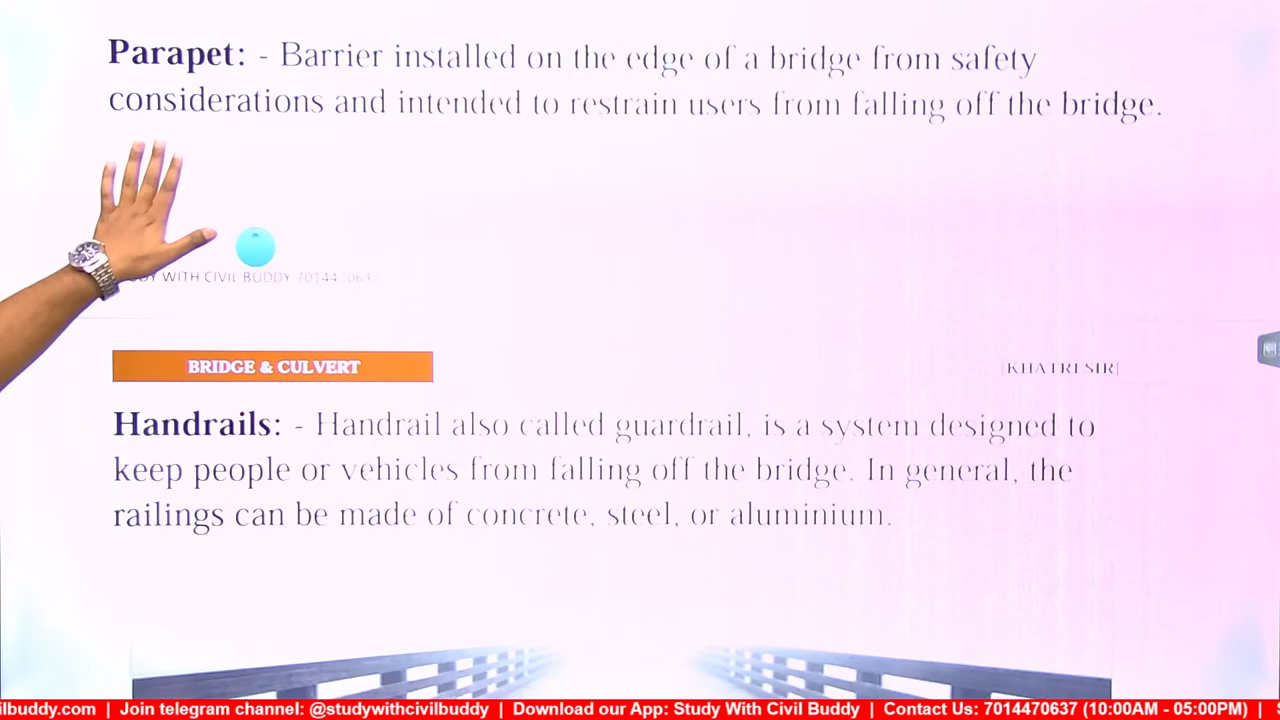 Parapet: - Barrier installed on the edge of a bridge from safety
considerations and intended to restrain users from falling off the bridge.
WITH CIVIL BUDDY
BRIDGE & CULVERT
[KHATRI SIR]
Handrails: - Handrail also called guardrail, is a system designed to
keep people or vehicles from falling off the bridge. In general, the
railings can be made of concrete, steel, or aluminium.
ilbuddy.com | Join telegram channel: @studywithcivilbuddy | Download our App: Study With Civil Buddy | Contact Us: 7014470637 (10:00AM - 05:00PM) |